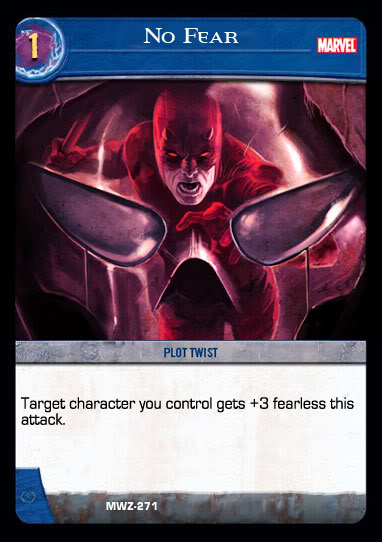 1
No Fear
MARVEL
PLOT TWIST
Target character you control gets +3 fearless this
attack.
MWZ-271